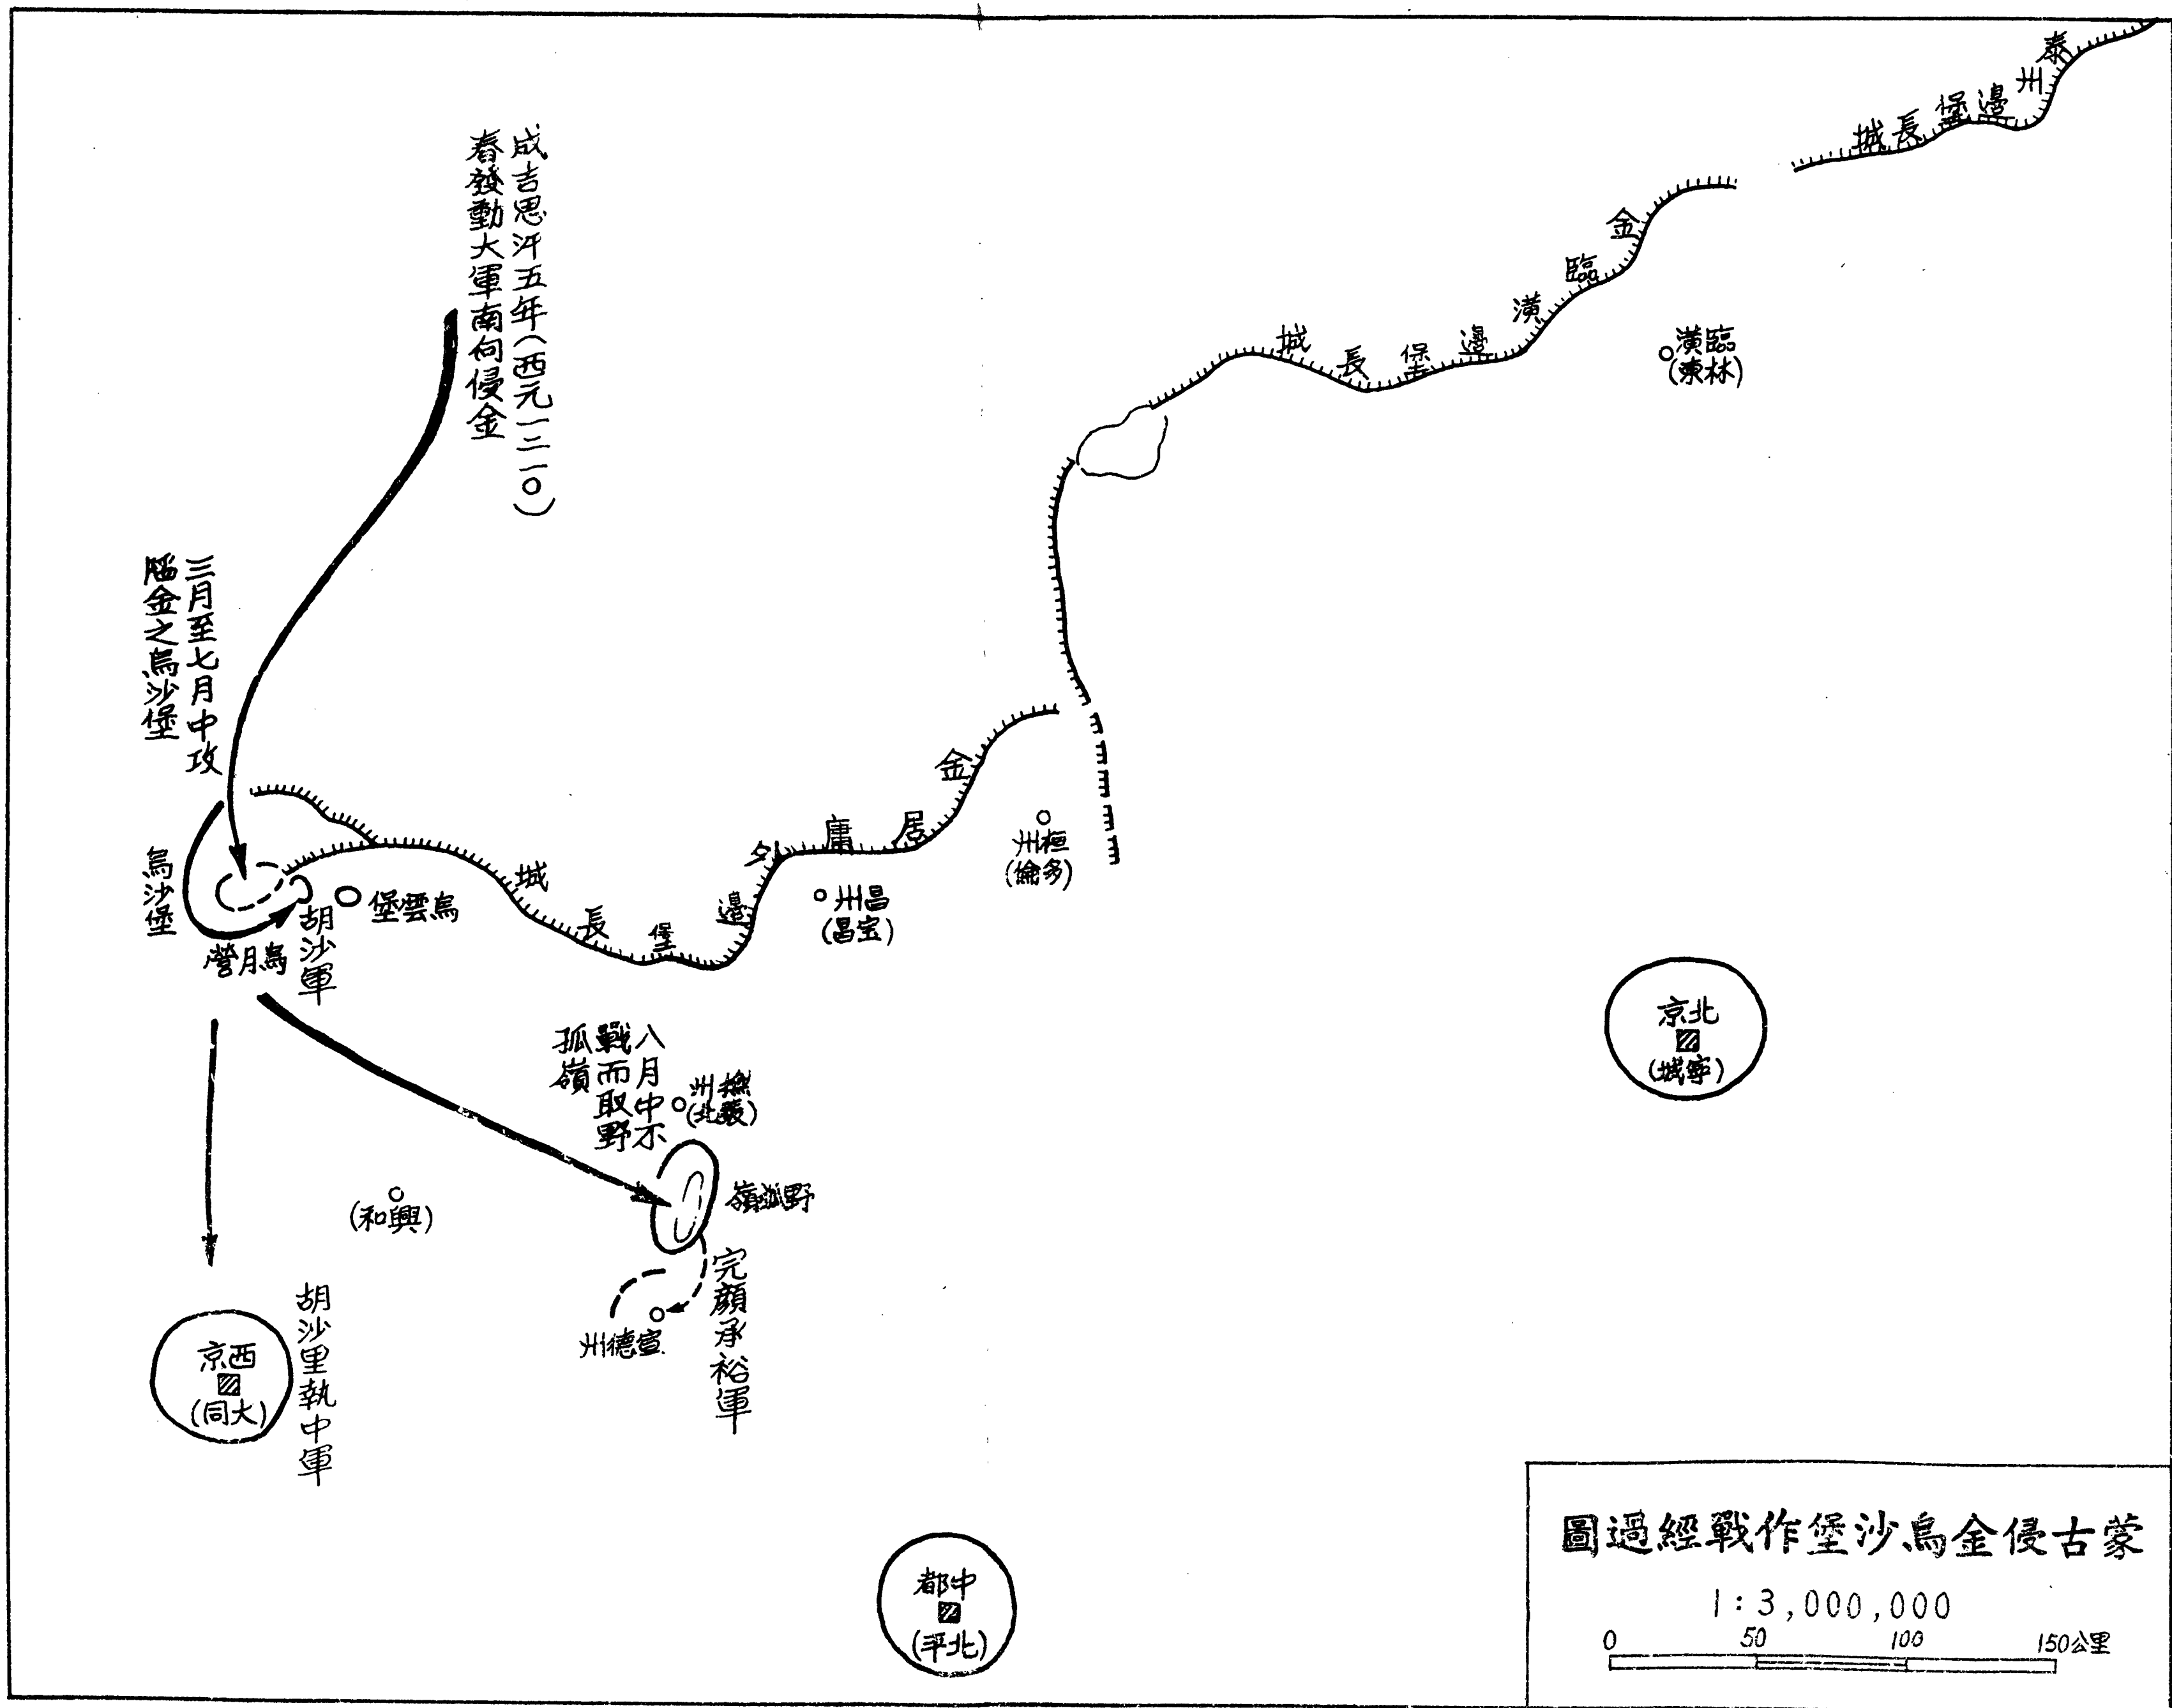 泰州邊堡長城
金臨潢邊堡長城
臨潢
(林東)
成吉思汗五年(西元一二一〇)
春發動大軍南向侵金
三月至七月中攻
陷金之烏沙堡
金居庸外邊堡長城
桓州
(多倫)
昌州
(宝昌)
烏雲堡
烏沙堡
胡沙軍
烏月營
北京
(寧城)
八月中不
戰而取野
孤嶺
撫州
(張北)
野狐嶺
(興和)
完顏承裕軍
宣德州
西京
(大同)
胡沙里執中軍
中都
(北平)
蒙古侵金烏沙堡作戰經過圖
1:3,000,000
0 50 100 150公里